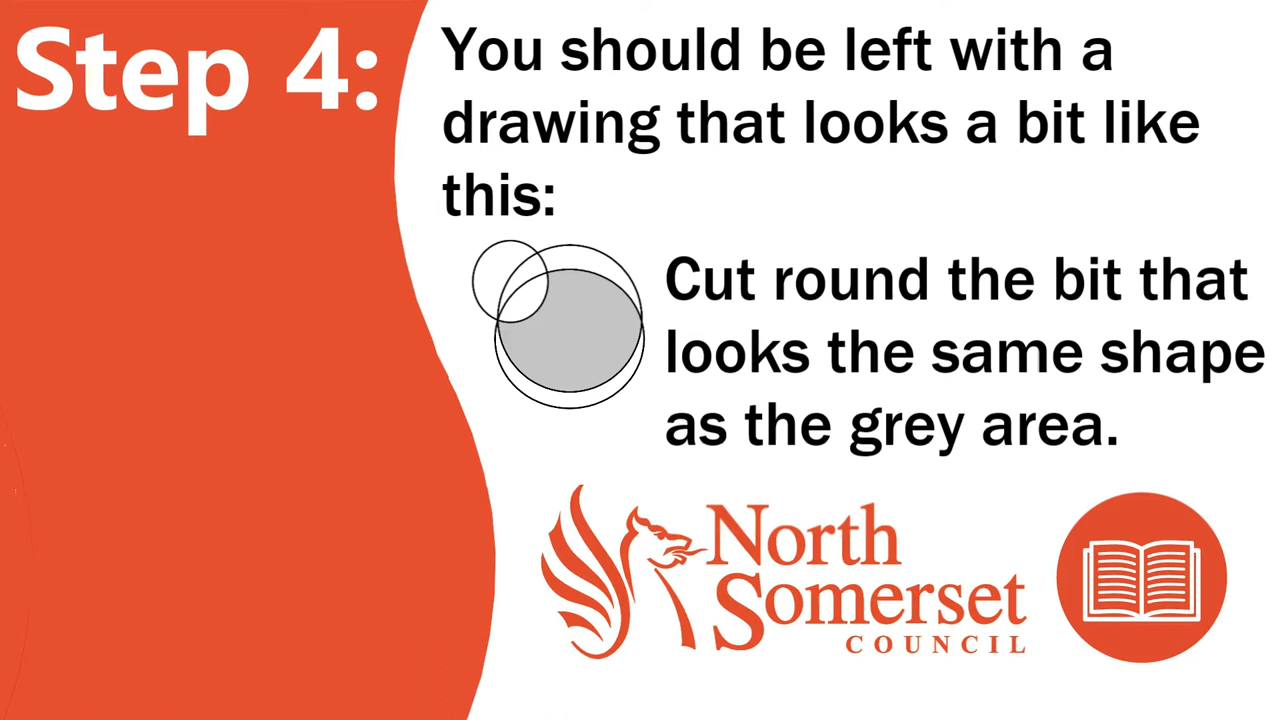 Step 4:
You should be left with a
drawing that looks a bit like
this:
Cut round the bit that
looks the same shape
as the grey area.
North
Somerset
COUNCIL